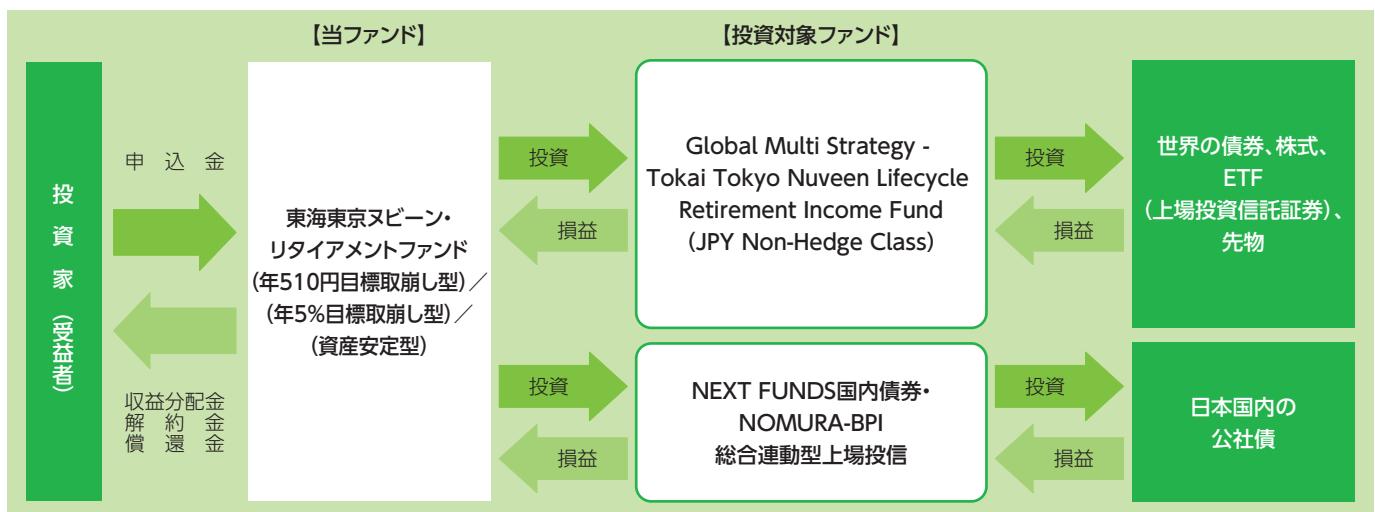 【当ファンド】
【投資対象ファンド】
投資家（受益者）
申込金
収益分配金
解約金
償還金
東海東京ヌビーン・
リタイアメントファンド
（年510円目標取崩し型）／
（年5%目標取崩し型）／
（資産安定型）
投資
損益
Global Multi Strategy -
Tokai Tokyo Nuveen Lifecycle
Retirement Income Fund
（JPY Non-Hedge Class）
投資
損益
世界の債券、株式、
ETF
（上場投資信託証券）、
先物
投資
損益
NEXT FUNDS国内債券・
NOMURA-BPI
総合連動型上場投信
投資
損益
日本国内の
公社債